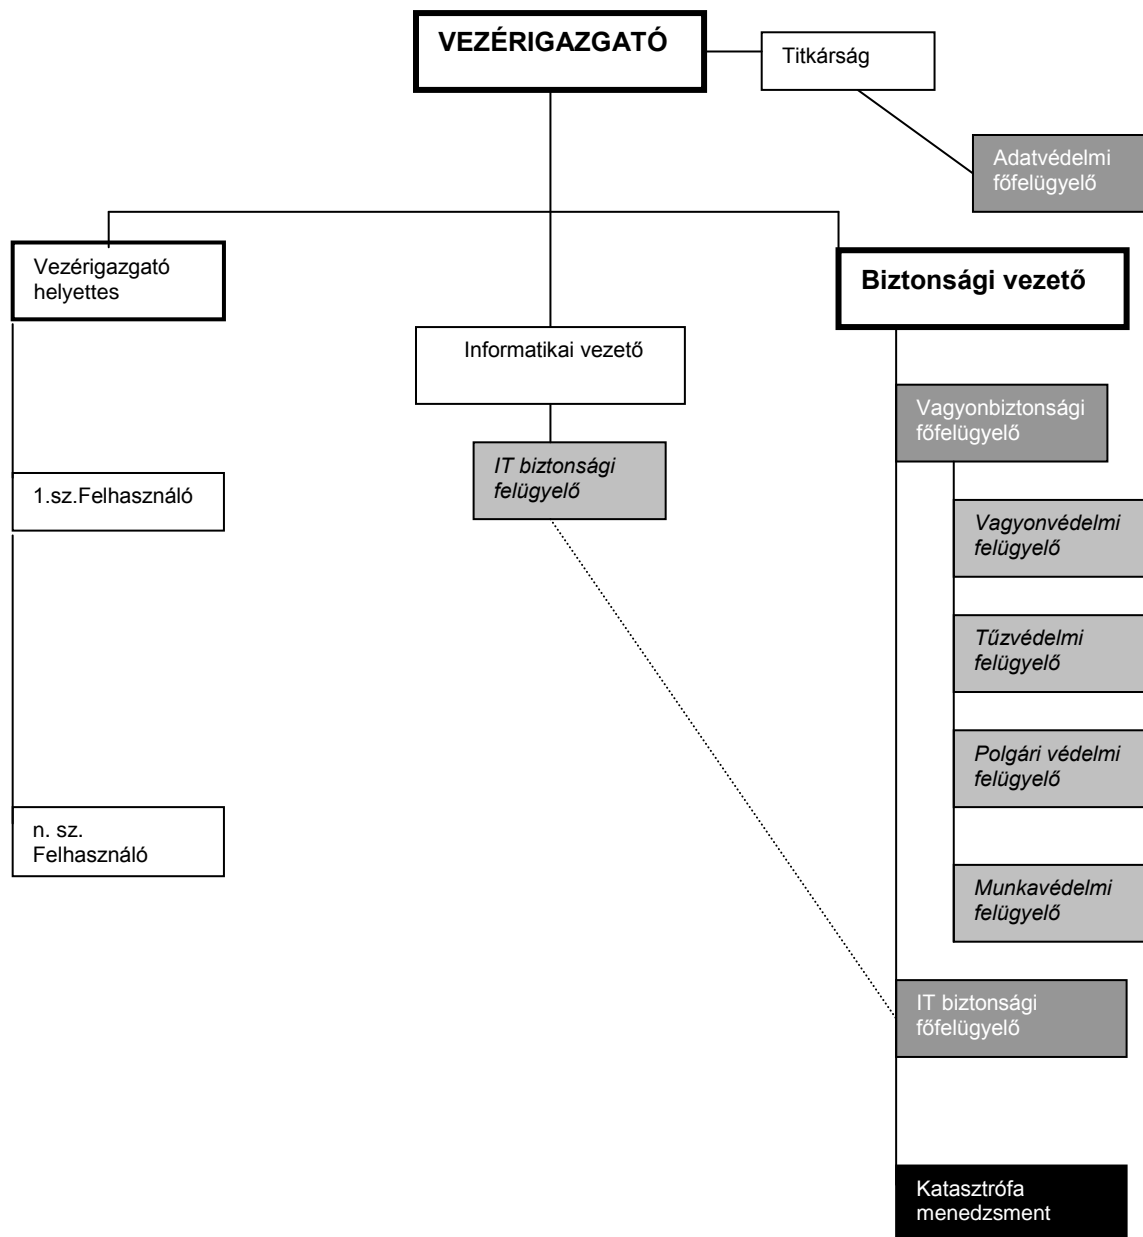 VEZÉRIGAZGATÓ
Titkárság
Adatvédelmi
főfelügyelő
Vezérigazgató
helyettes
Biztonsági vezető
Informatikai vezető
Vagyonbiztonsági
főfelügyelő
IT biztonsági
felügyelő
1.sz.Felhasználó
Vagyonvédelmi
felügyelő
Tűzvédelmi
felügyelő
Polgári védelmi
felügyelő
n. sz.
Felhasználó
Munkavédelmi
felügyelő
IT biztonsági
főfelügyelő
Katasztrófa
menedzsment